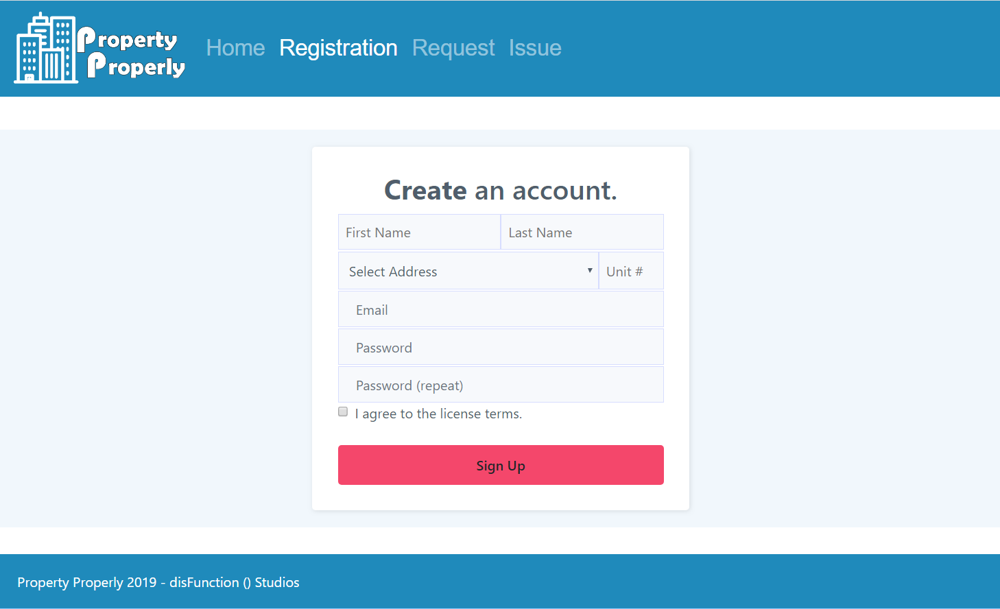 Property
Properly
Home Registration Request Issue
Create an account.
First Name Last Name
Select Address Unit #
Email
Password
Password (repeat)
I agree to the license terms.
Sign Up
Property Properly 2019 - disFunction () Studios